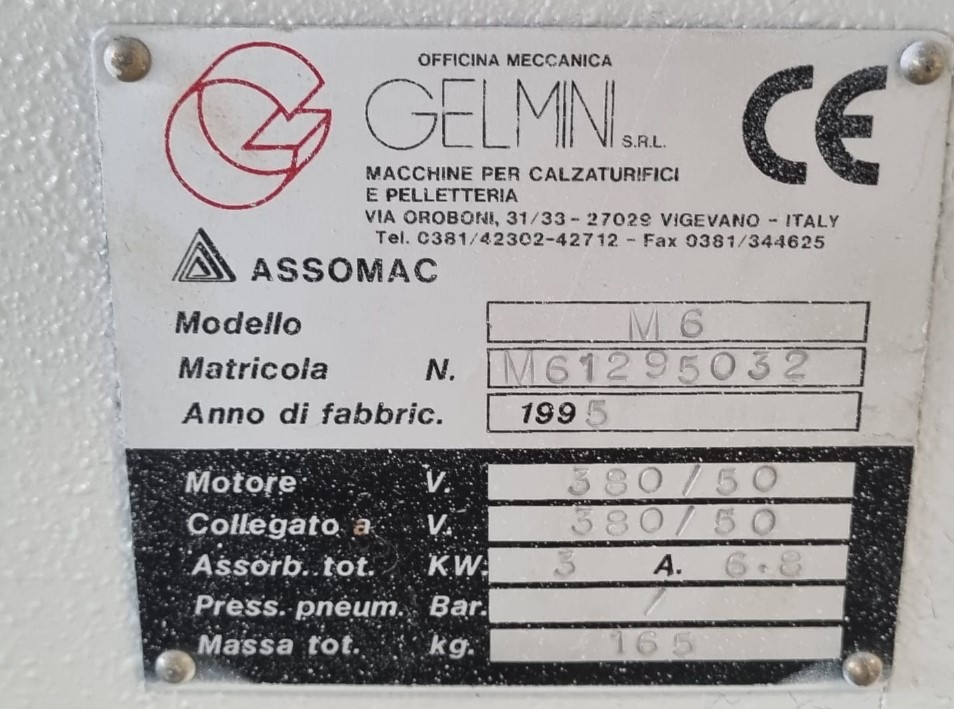 OFFICINA MECCANICA
GELMINI S.R.L.
MACCHINE PER CALZATURIFICI
E PELLETTERIA
VIA OROBONI, 31/33 - 27029 VIGEVANO - ITALY
Tel. 0381/42302-42712 - Fax 0381/344625
CE
ASSOMAC
Modello M6
Matricola N. M61295032
Anno di fabbric. 1995
Motore V. 380/50
Collegato a V. 380/50
Assorb. tot. KW. 3 A. 6.8
Press. pneum. Bar. /
Massa tot. kg. 165